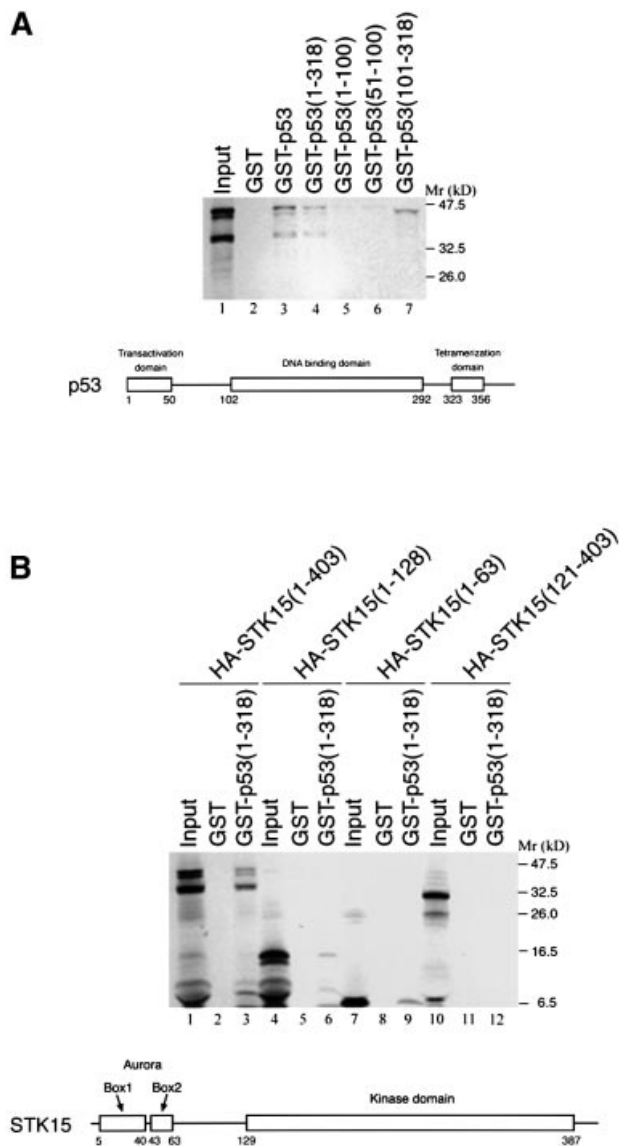 A
Input
GST
GST-p53
GST-p53(1-318)
GST-p53(1-100)
GST-p53(51-100)
GST-p53(101-318)
Mr (kD)
47.5
32.5
26.0
1 2 3 4 5 6 7
Transactivation domain
DNA binding domain
Tetramerization domain
p53
1 50 102 292 323 356
B
HA-STK15(1-403)
HA-STK15(1-128)
HA-STK15(1-63)
HA-STK15(121-403)
Input
GST
GST-p53(1-318)
Input
GST
GST-p53(1-318)
Input
GST
GST-p53(1-318)
Input
GST
GST-p53(1-318)
Mr (kD)
47.5
32.5
26.0
16.5
6.5
1 2 3 4 5 6 7 8 9 10 11 12
Aurora
Box1 Box2
Kinase domain
STK15
5 40 43 63 129 387